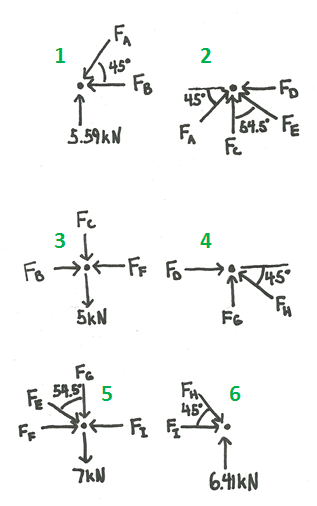 1
F_A
45°
F_B
5.59kN
2
45°
F_D
F_A
F_C
54.5°
F_E
3
F_C
F_B
F_F
5kN
4
F_D
45°
F_G
F_H
5
F_G
54.5°
F_E
F_F
F_I
7kN
6
F_H
45°
F_I
6.41kN